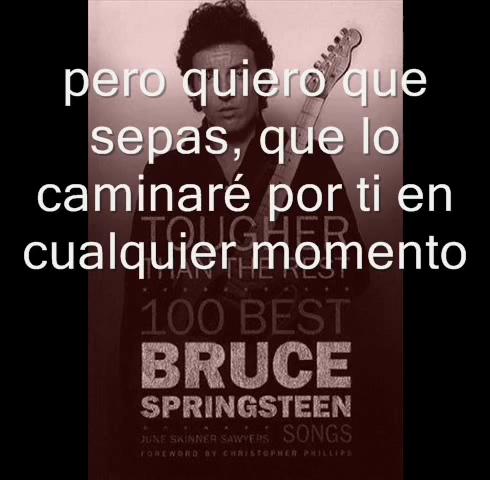 pero quiero que
sepas, que lo
caminaré por ti en
cualquier momento
TOUGHER
THAN THE REST
100 BEST
BRUCE
SPRINGSTEEN
JUNE SKINNER SAWYERS SONGS
FOREWORD BY CHRISTOPHER PHILLIPS